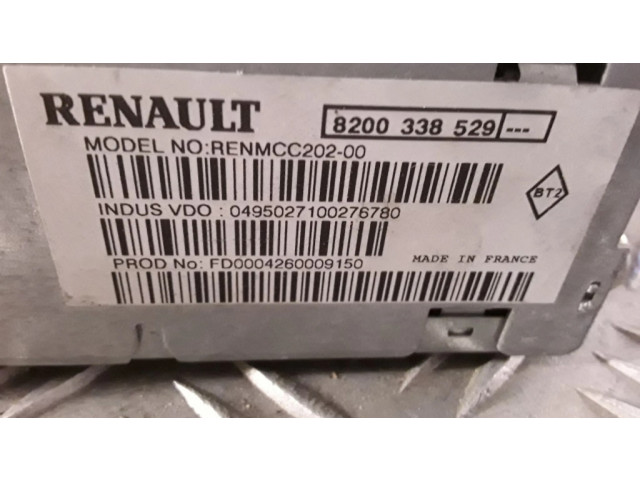 RENAULT
8200 338 529 ---
MODEL NO:RENMCC202-00
INDUS VDO : 0495027100276780
BT2
PROD No: FD0004260009150
MADE IN FRANCE